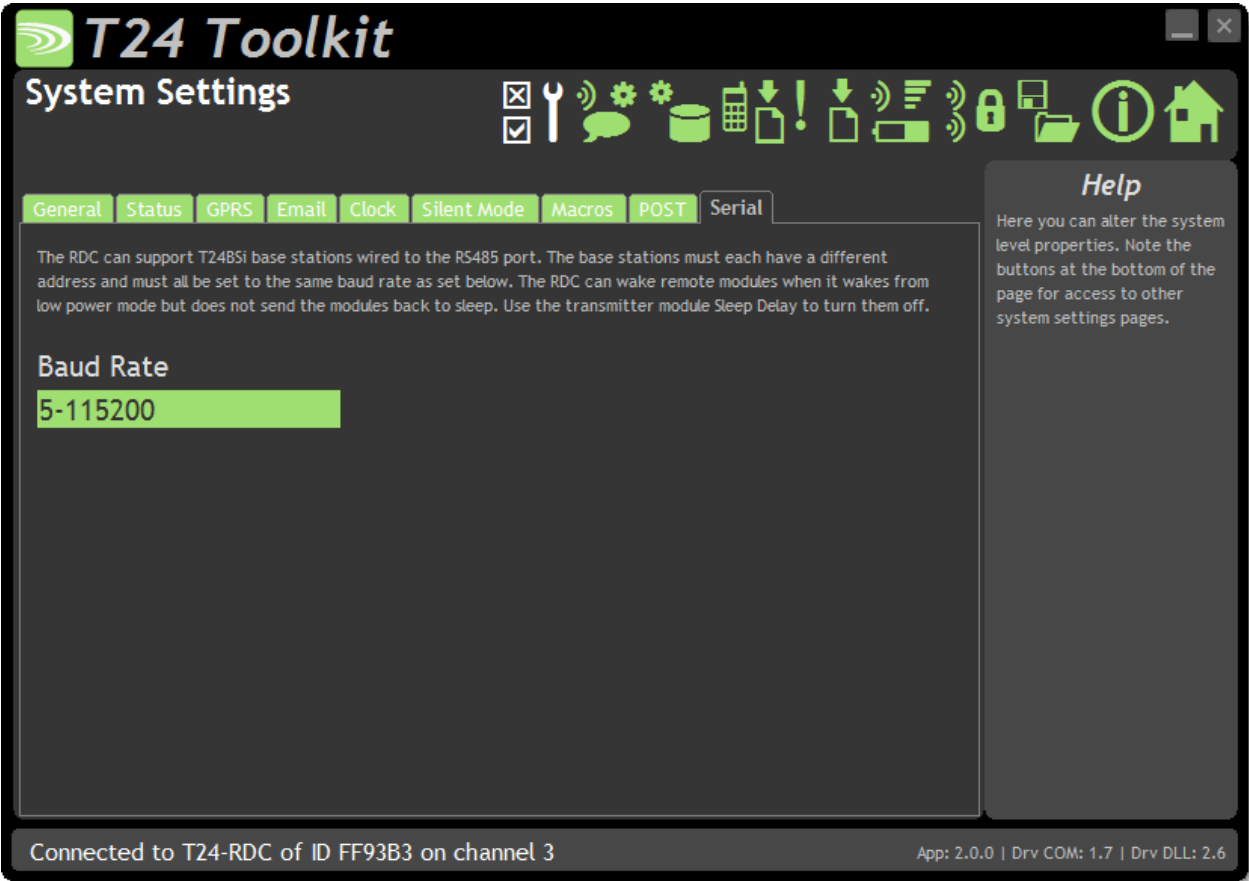 T24 Toolkit
System Settings
General Status GPRS Email Clock Silent Mode Macros POST Serial
The RDC can support T24BSi base stations wired to the RS485 port. The base stations must each have a different
address and must all be set to the same baud rate as set below. The RDC can wake remote modules when it wakes from
low power mode but does not send the modules back to sleep. Use the transmitter module Sleep Delay to turn them off.
Baud Rate
5-115200
Help
Here you can alter the system
level properties. Note the
buttons at the bottom of the
page for access to other
system settings pages.
Connected to T24-RDC of ID FF93B3 on channel 3
App: 2.0.0 | Drv COM: 1.7 | Drv DLL: 2.6